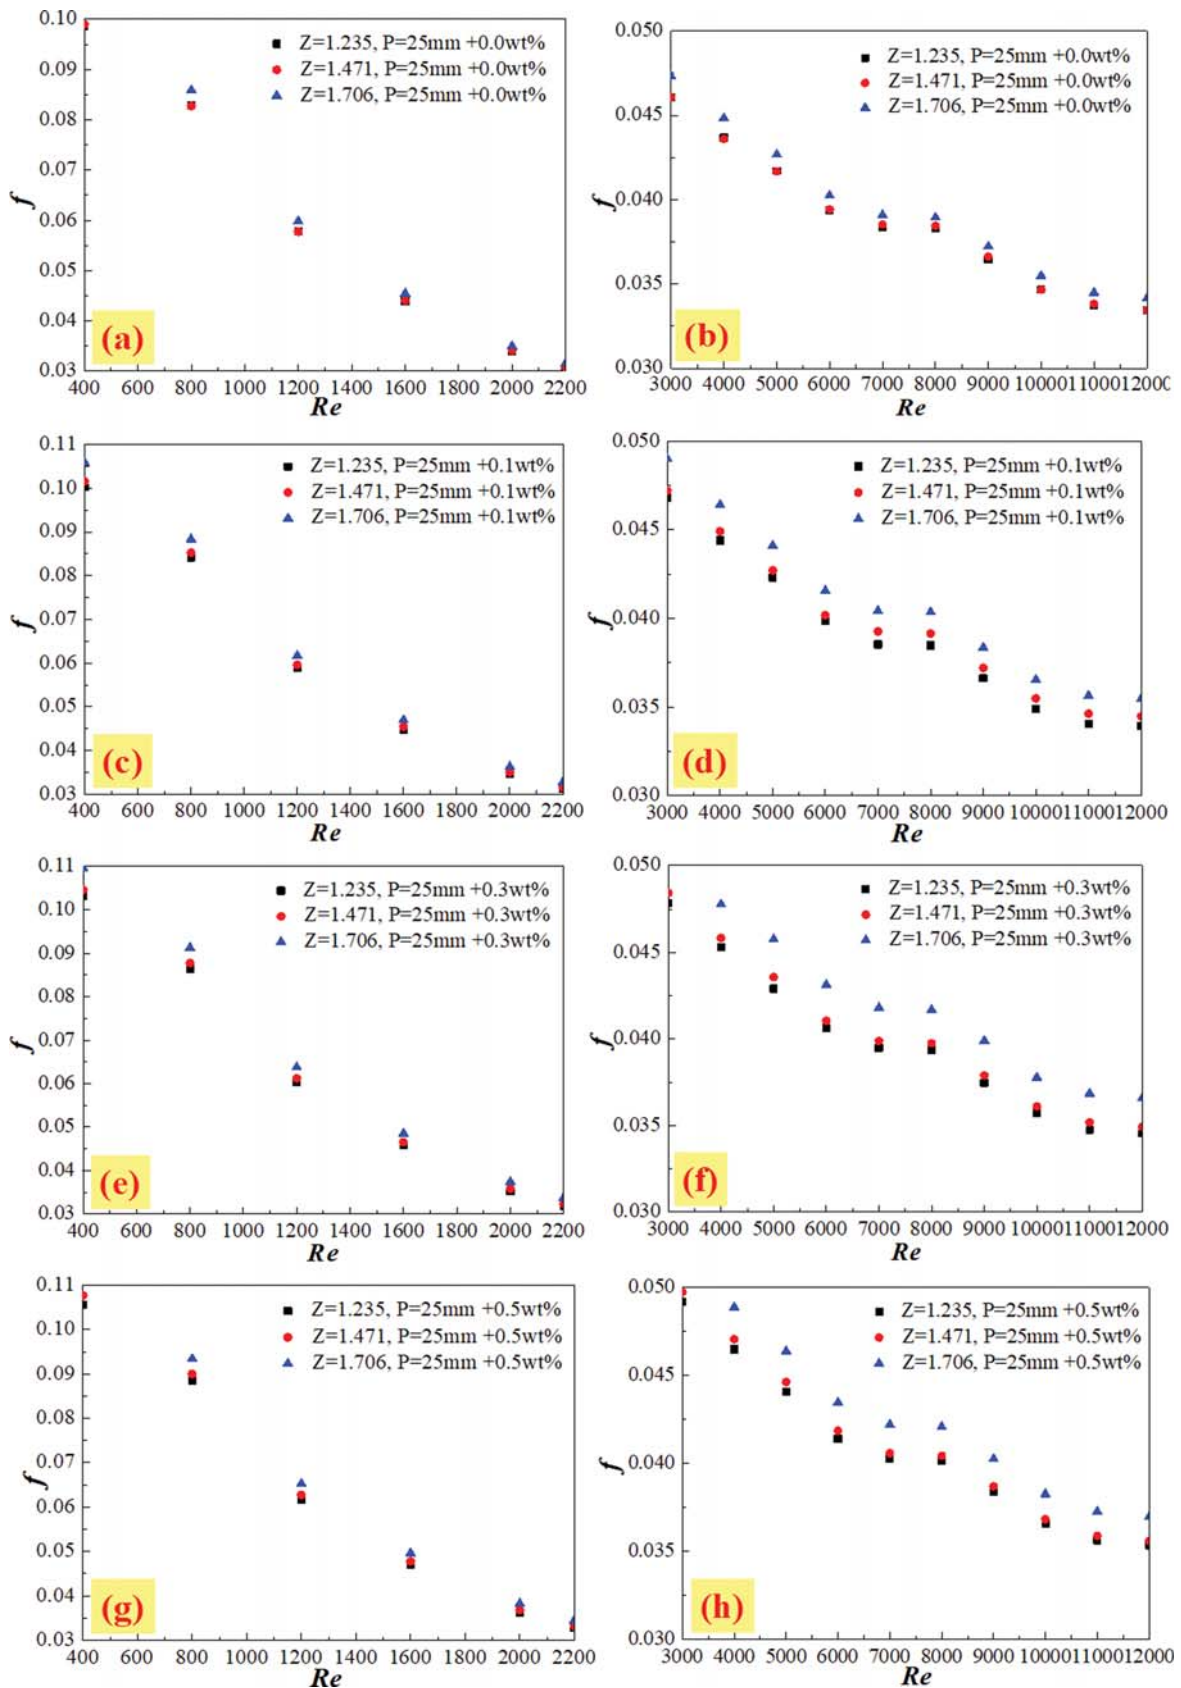 0.10
0.09
0.08
0.07
0.06
0.05
0.04
0.03
f
Z=1.235, P=25mm +0.0wt%
Z=1.471, P=25mm +0.0wt%
Z=1.706, P=25mm +0.0wt%
(a)
400 600 800 1000 1200 1400 1600 1800 2000 2200
Re
0.050
0.045
0.040
0.035
0.030
f
Z=1.235, P=25mm +0.0wt%
Z=1.471, P=25mm +0.0wt%
Z=1.706, P=25mm +0.0wt%
(b)
3000 4000 5000 6000 7000 8000 9000 10000 11000 12000
Re
0.11
0.10
0.09
0.08
0.07
0.06
0.05
0.04
0.03
f
Z=1.235, P=25mm +0.1wt%
Z=1.471, P=25mm +0.1wt%
Z=1.706, P=25mm +0.1wt%
(c)
400 600 800 1000 1200 1400 1600 1800 2000 2200
Re
0.050
0.045
0.040
0.035
0.030
f
Z=1.235, P=25mm +0.1wt%
Z=1.471, P=25mm +0.1wt%
Z=1.706, P=25mm +0.1wt%
(d)
3000 4000 5000 6000 7000 8000 9000 10000 11000 12000
Re
0.11
0.10
0.09
0.08
0.07
0.06
0.05
0.04
0.03
f
Z=1.235, P=25mm +0.3wt%
Z=1.471, P=25mm +0.3wt%
Z=1.706, P=25mm +0.3wt%
(e)
400 600 800 1000 1200 1400 1600 1800 2000 2200
Re
0.050
0.045
0.040
0.035
0.030
f
Z=1.235, P=25mm +0.3wt%
Z=1.471, P=25mm +0.3wt%
Z=1.706, P=25mm +0.3wt%
(f)
3000 4000 5000 6000 7000 8000 9000 10000 11000 12000
Re
0.11
0.10
0.09
0.08
0.07
0.06
0.05
0.04
0.03
f
Z=1.235, P=25mm +0.5wt%
Z=1.471, P=25mm +0.5wt%
Z=1.706, P=25mm +0.5wt%
(g)
400 600 800 1000 1200 1400 1600 1800 2000 2200
Re
0.050
0.045
0.040
0.035
0.030
f
Z=1.235, P=25mm +0.5wt%
Z=1.471, P=25mm +0.5wt%
Z=1.706, P=25mm +0.5wt%
(h)
3000 4000 5000 6000 7000 8000 9000 10000 11000 12000
Re